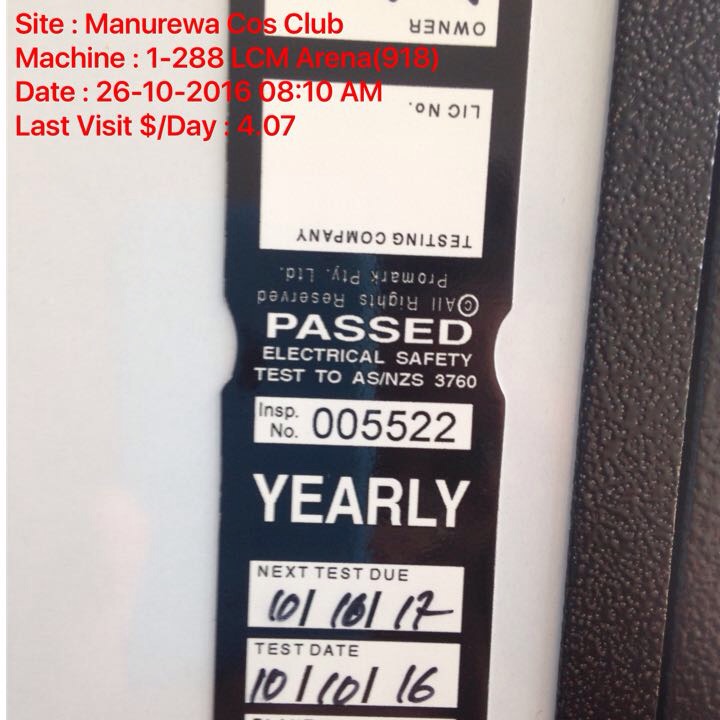 Site : Manurewa Cos Club
Machine : 1-288 LCM Arena(918)
Date : 26-10-2016 08:10 AM
Last Visit $/Day : 4.07
OWNER
LIC No.
TESTING COMPANY
Promark Pty. Ltd.
©All Rights Reserved
PASSED
ELECTRICAL SAFETY
TEST TO AS/NZS 3760
Insp. No. 005522
YEARLY
NEXT TEST DUE
10/ 10/ 17
TEST DATE
10/10/ 16